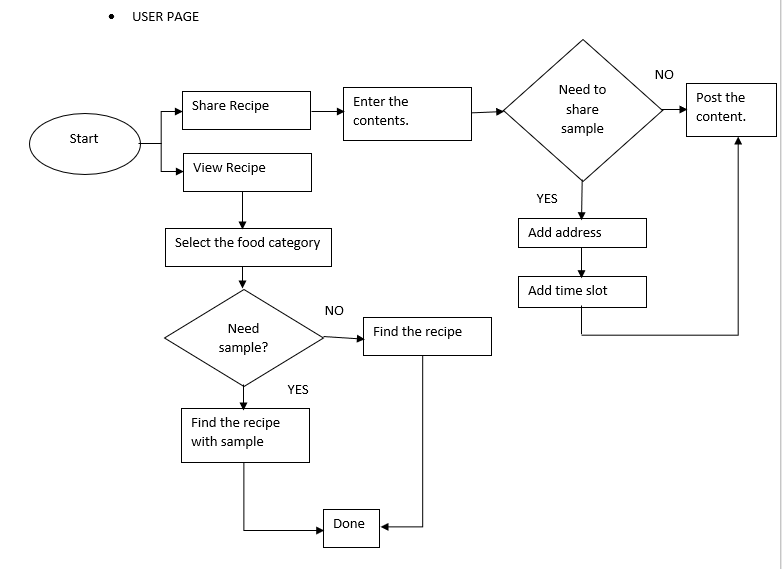 • USER PAGE
Start
Share Recipe
Enter the
contents.
Need to
share
sample
NO
Post the
content.
YES
Add address
Add time slot
View Recipe
Select the food category
Need
sample?
NO
Find the recipe
YES
Find the recipe
with sample
Done